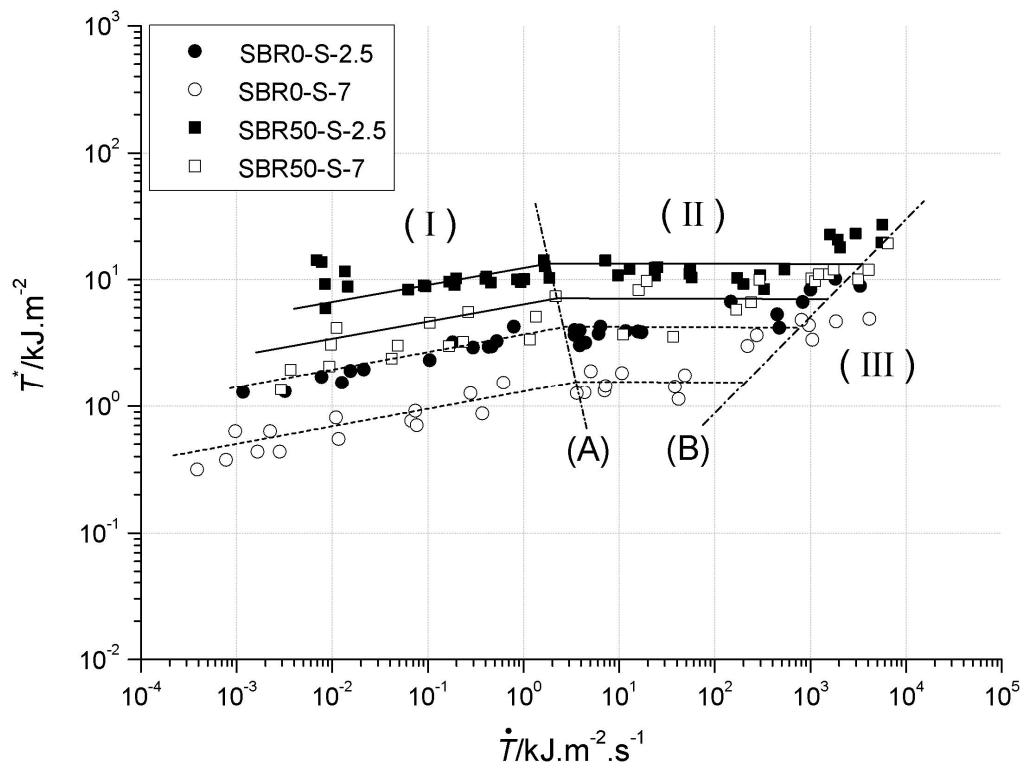 10³
10²
10¹
10⁰
10⁻¹
10⁻²
T*/kJ.m⁻²
SBR0-S-2.5
SBR0-S-7
SBR50-S-2.5
SBR50-S-7
( I )
( II )
( III )
(A)
(B)
10⁻⁴ 10⁻³ 10⁻² 10⁻¹ 10⁰ 10¹ 10² 10³ 10⁴ 10⁵
Ṫ/kJ.m⁻².s⁻¹